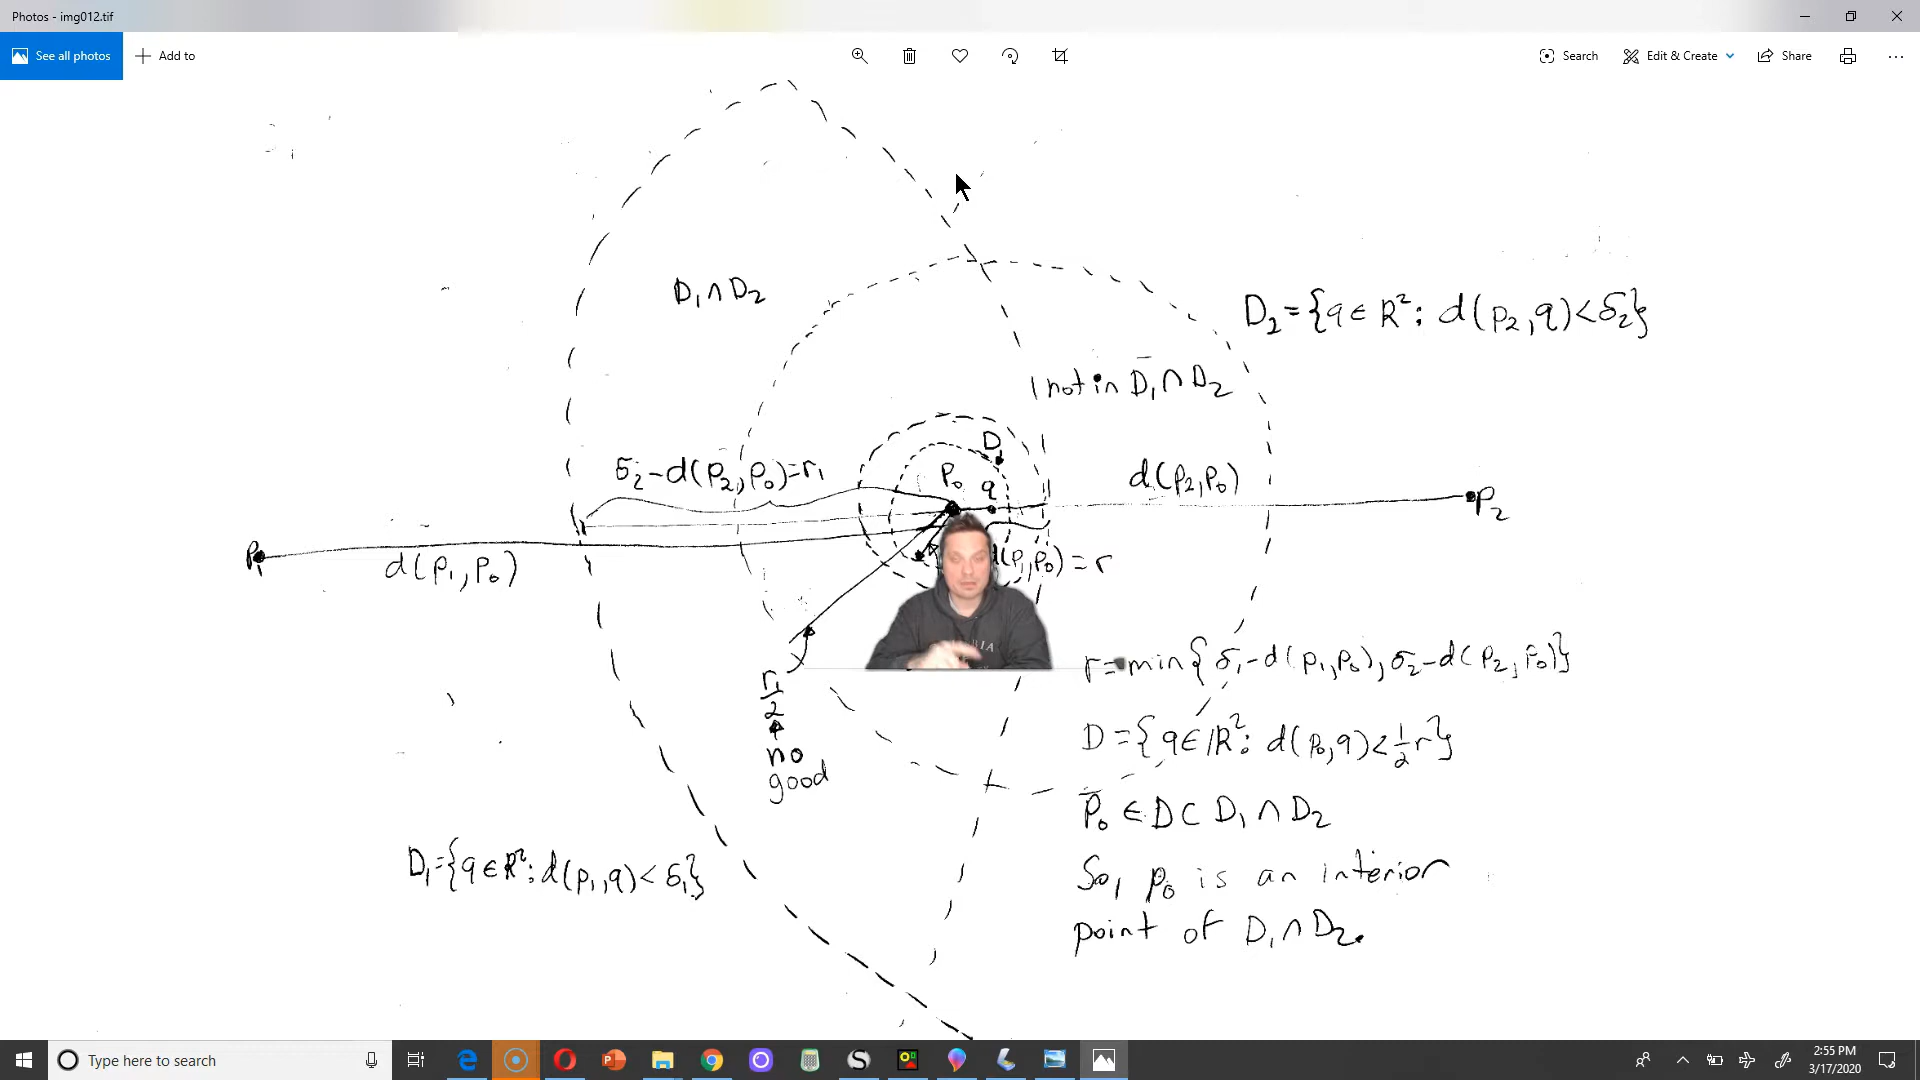 Photos - img012.tif
See all photos
Add to
Search
Edit & Create
Share
D₁∩D₂
D₂={q∈R²: d(p₂,q)<δ₂}
not in D₁∩D₂
D
δ₂-d(p₂,p₀)=r₁
p₀
q
d(p₂,p₀)
p₂
p₁
d(p₁,p₀)
d(p₁,p₀)=r
r=min{δ₁-d(p₁,p₀),δ₂-d(p₂,p₀)}
r₁
2
no
good
D={q∈R²: d(p₀,q)<½r}
p₀∈D⊂D₁∩D₂
D₁={q∈R²: d(p₁,q)<δ₁}
So, p₀ is an interior
point of D₁∩D₂.
Type here to search
2:55 PM
3/17/2020